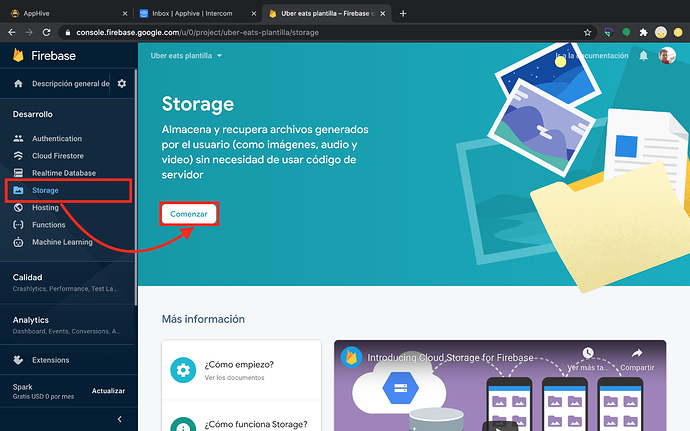 AppHive
Inbox | Apphive | Intercom
Uber eats plantilla – Firebase c
console.firebase.google.com/u/0/project/uber-eats-plantilla/storage
Firebase
Descripción general de
Desarrollo
Authentication
Cloud Firestore
Realtime Database
Storage
Hosting
Functions
Machine Learning
Calidad
Crashlytics, Performance, Test La...
Analytics
Dashboard, Events, Conversions, A...
Extensions
Spark
Gratis USD 0 por mes
Actualizar
Uber eats plantilla
Ir a la documentación
Storage
Almacena y recupera archivos generados
por el usuario (como imágenes, audio y
video) sin necesidad de usar código de
servidor
Comenzar
Más información
¿Cómo empiezo?
Ver los documentos
¿Cómo funciona Storage?
Introducing Cloud Storage for Firebase
Ver más ta...
Compartir